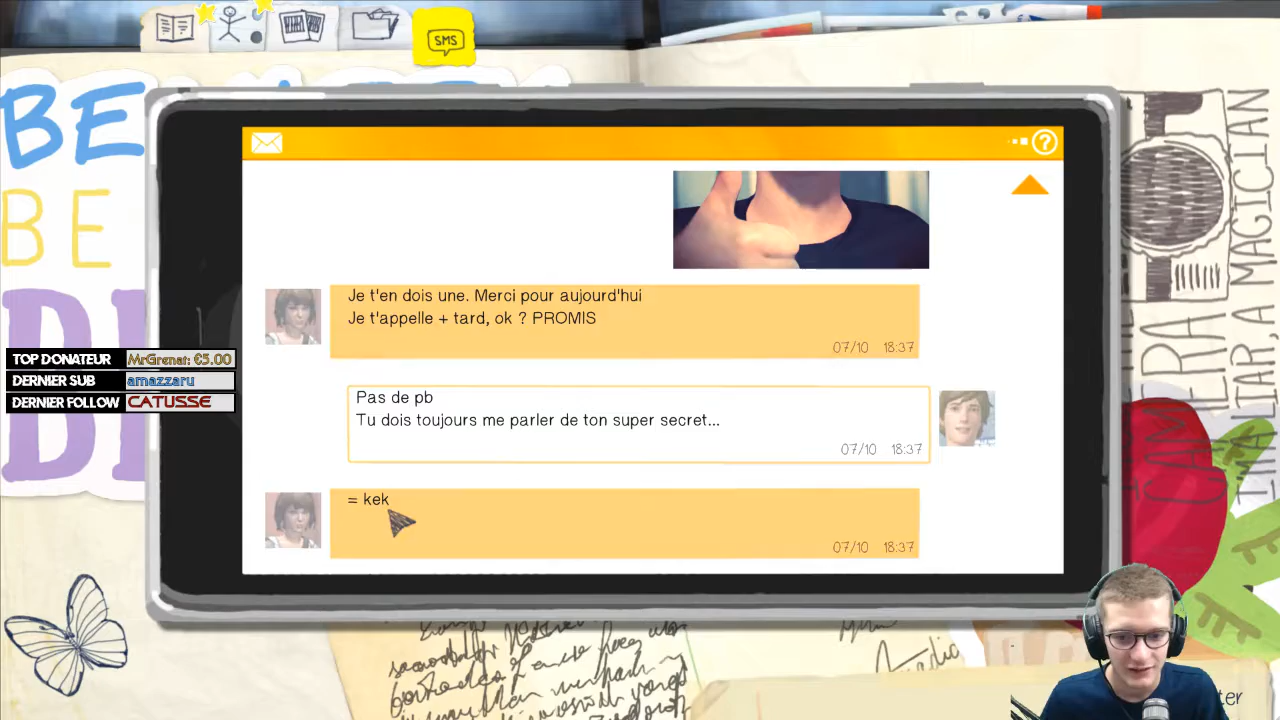 SMS
BE
BE
Je t'en dois une. Merci pour aujourd'hui
Je t'appelle + tard, ok ? PROMIS
07/10 18:37
Pas de pb
Tu dois toujours me parler de ton super secret...
07/10 18:37
= kek
07/10 18:37
TOP DONATEUR MrGrenat: €5.00
DERNIER SUB amazzaru
DERNIER FOLLOW CATUSSE
MAGICIAN